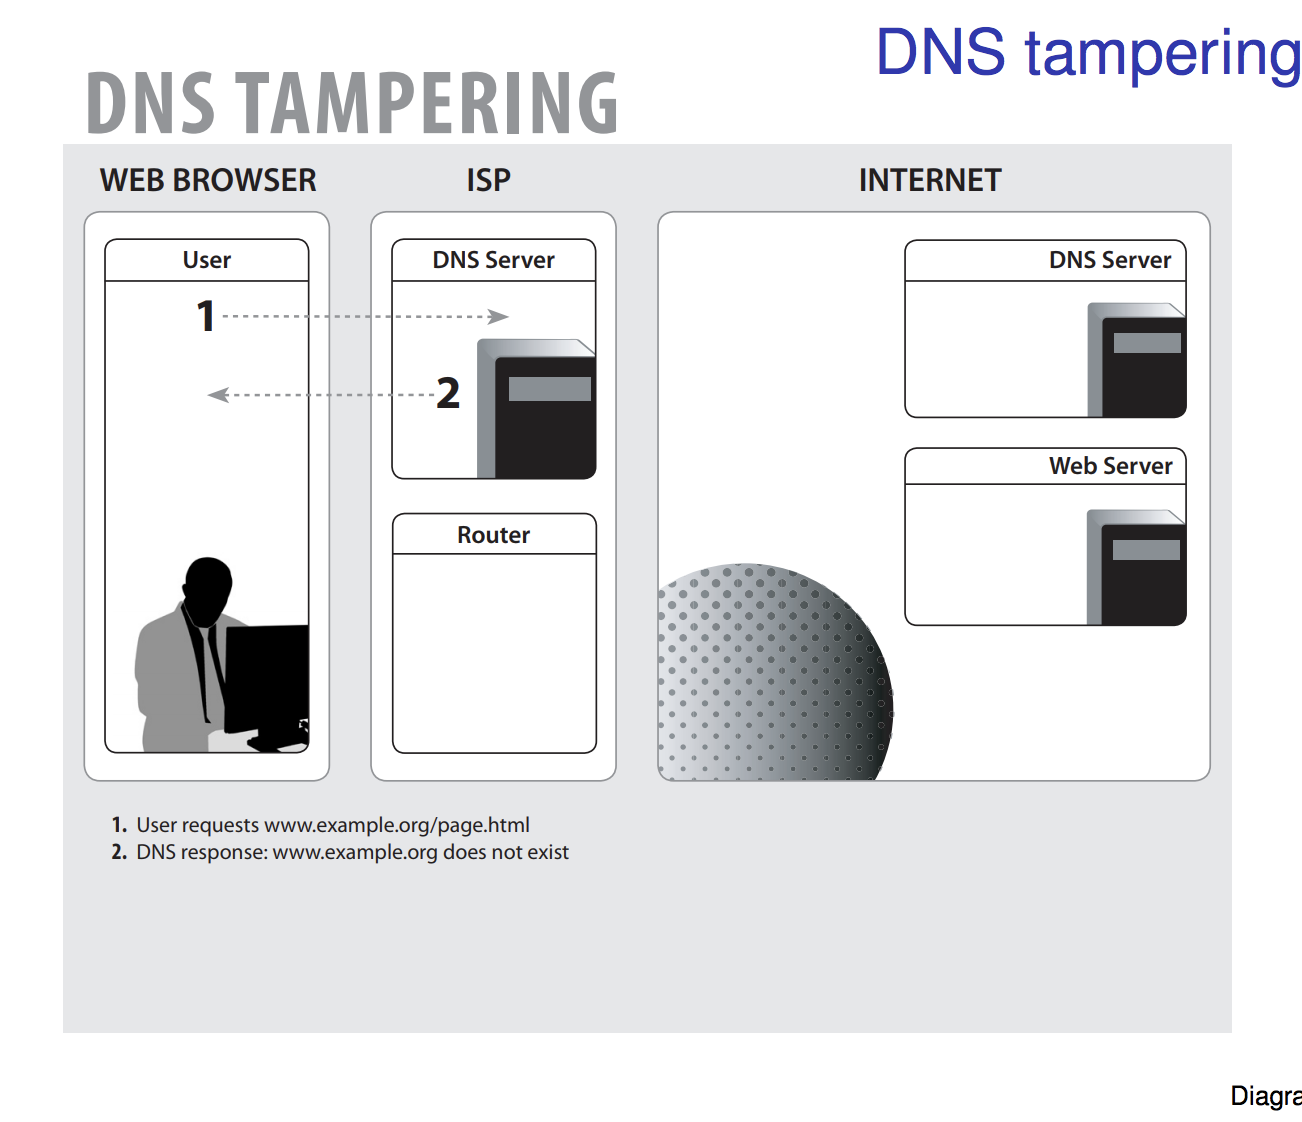 DNS tampering
DNS TAMPERING
WEB BROWSER
ISP
INTERNET
User
DNS Server
DNS Server
1
2
Web Server
Router
1. User requests www.example.org/page.html
2. DNS response: www.example.org does not exist
Diagra